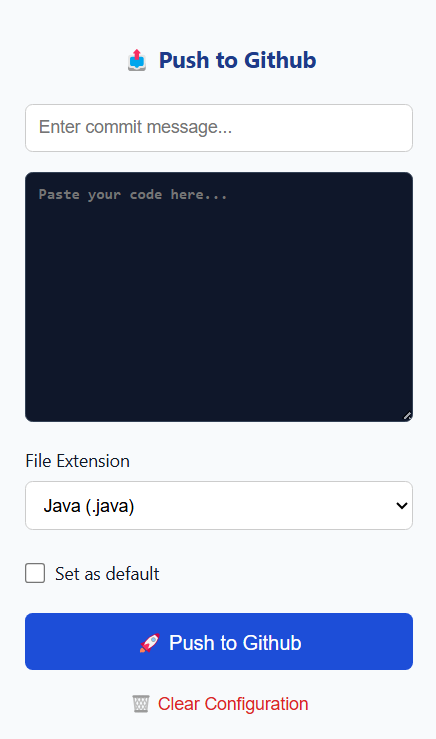 📤 Push to Github
Enter commit message...
Paste your code here...
File Extension
Java (.java)
Set as default
🚀 Push to Github
🗑️ Clear Configuration